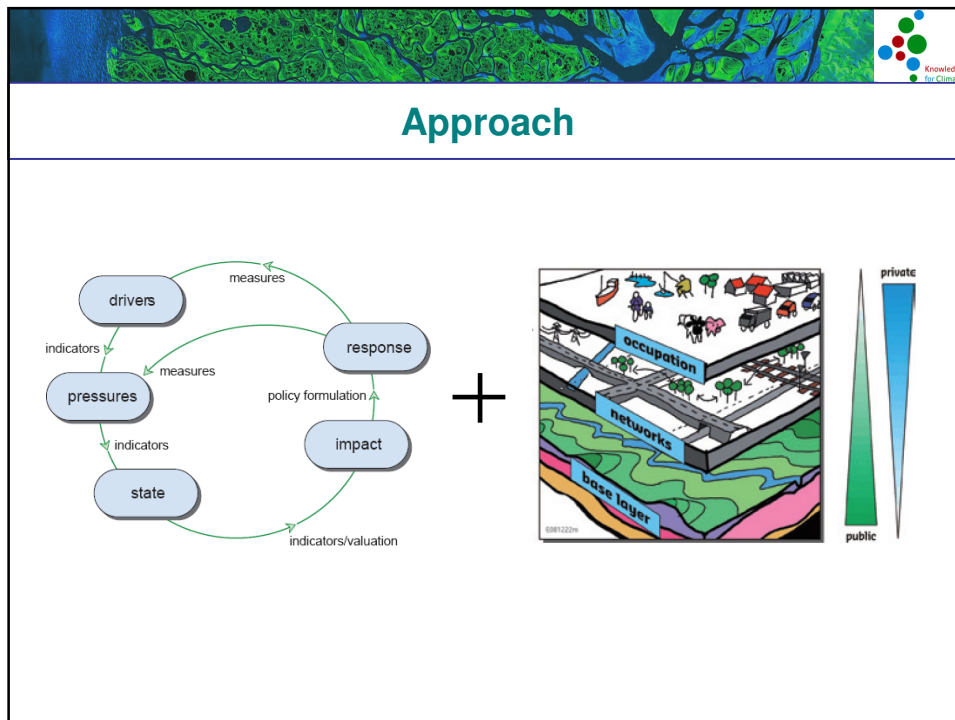 Approach
measures
drivers
indicators
response
measures
pressures
policy formulation
indicators
impact
state
indicators/valuation
+
occupation
networks
base layer
E081222m
private
public